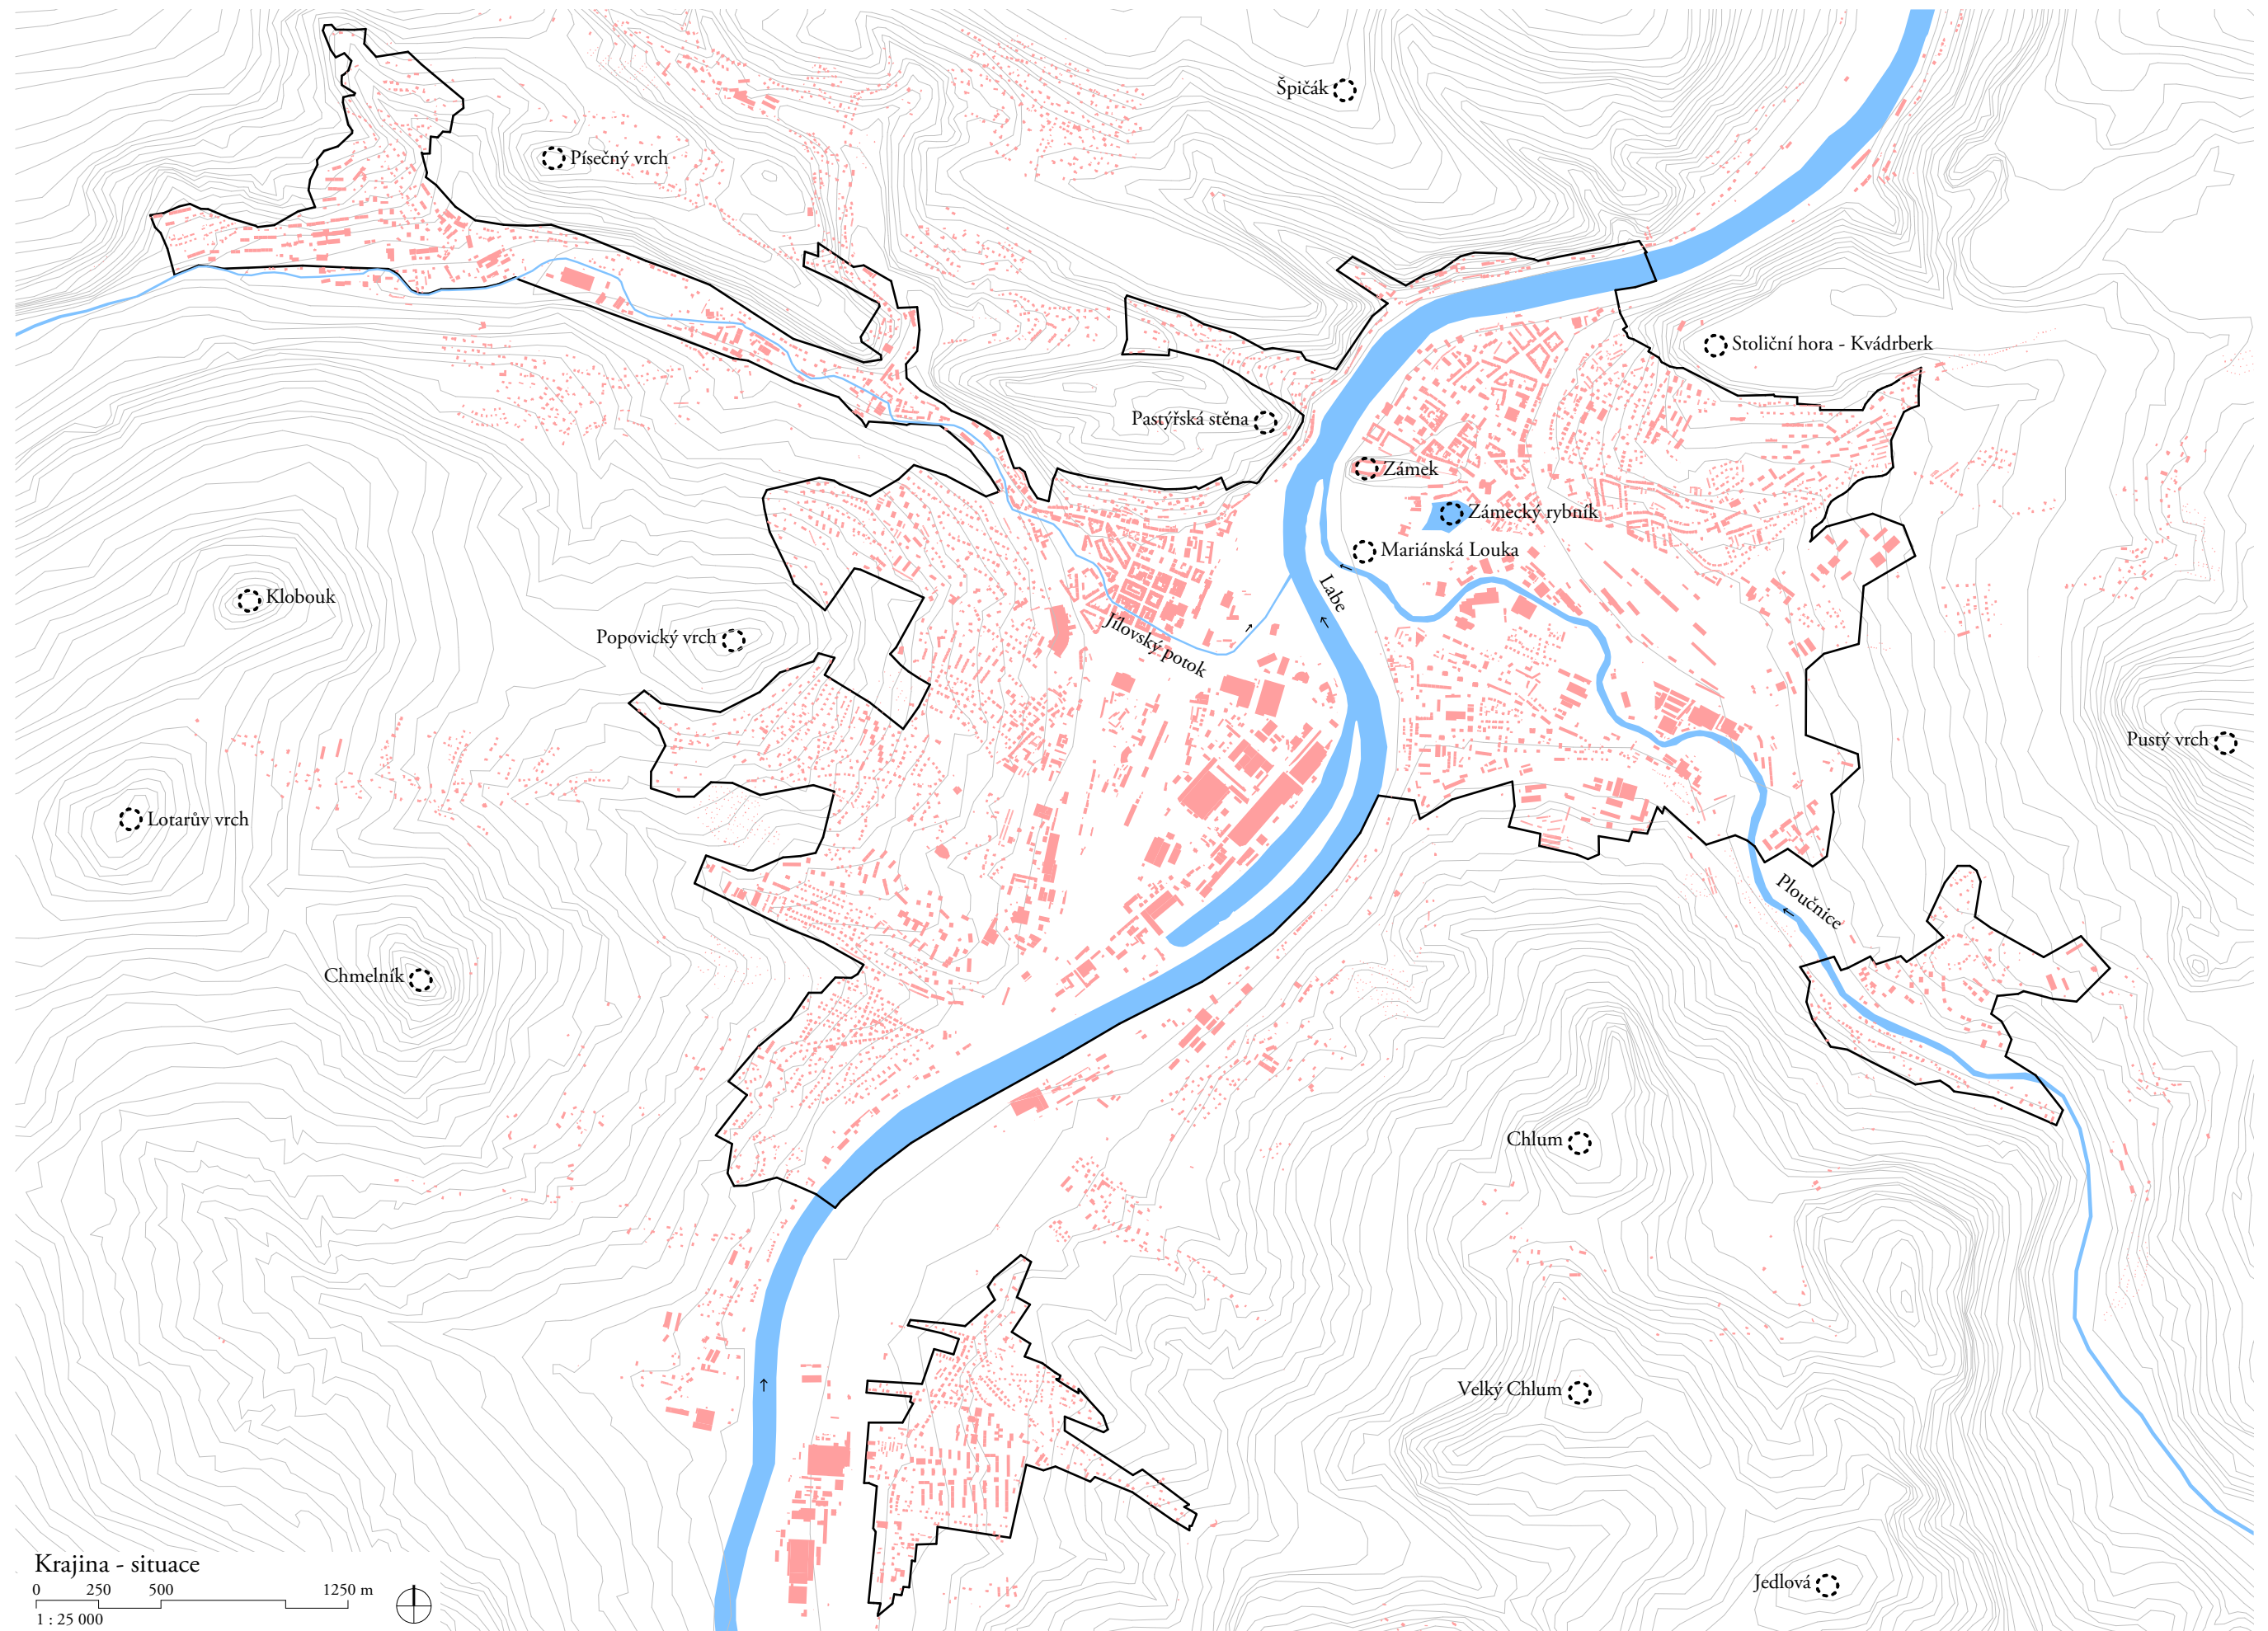 Špičák
Písečný vrch
Stoliční hora - Kvádrberk
Pastýřská stěna
Zámek
Zámecký rybník
Mariánská Louka
Labe
Klobouk
Popovický vrch
Jílovský potok
Pustý vrch
Lotarův vrch
Ploučnice
Chmelník
Chlum
Velký Chlum
Jedlová
Krajina - situace
0 250 500 1250 m
1 : 25 000